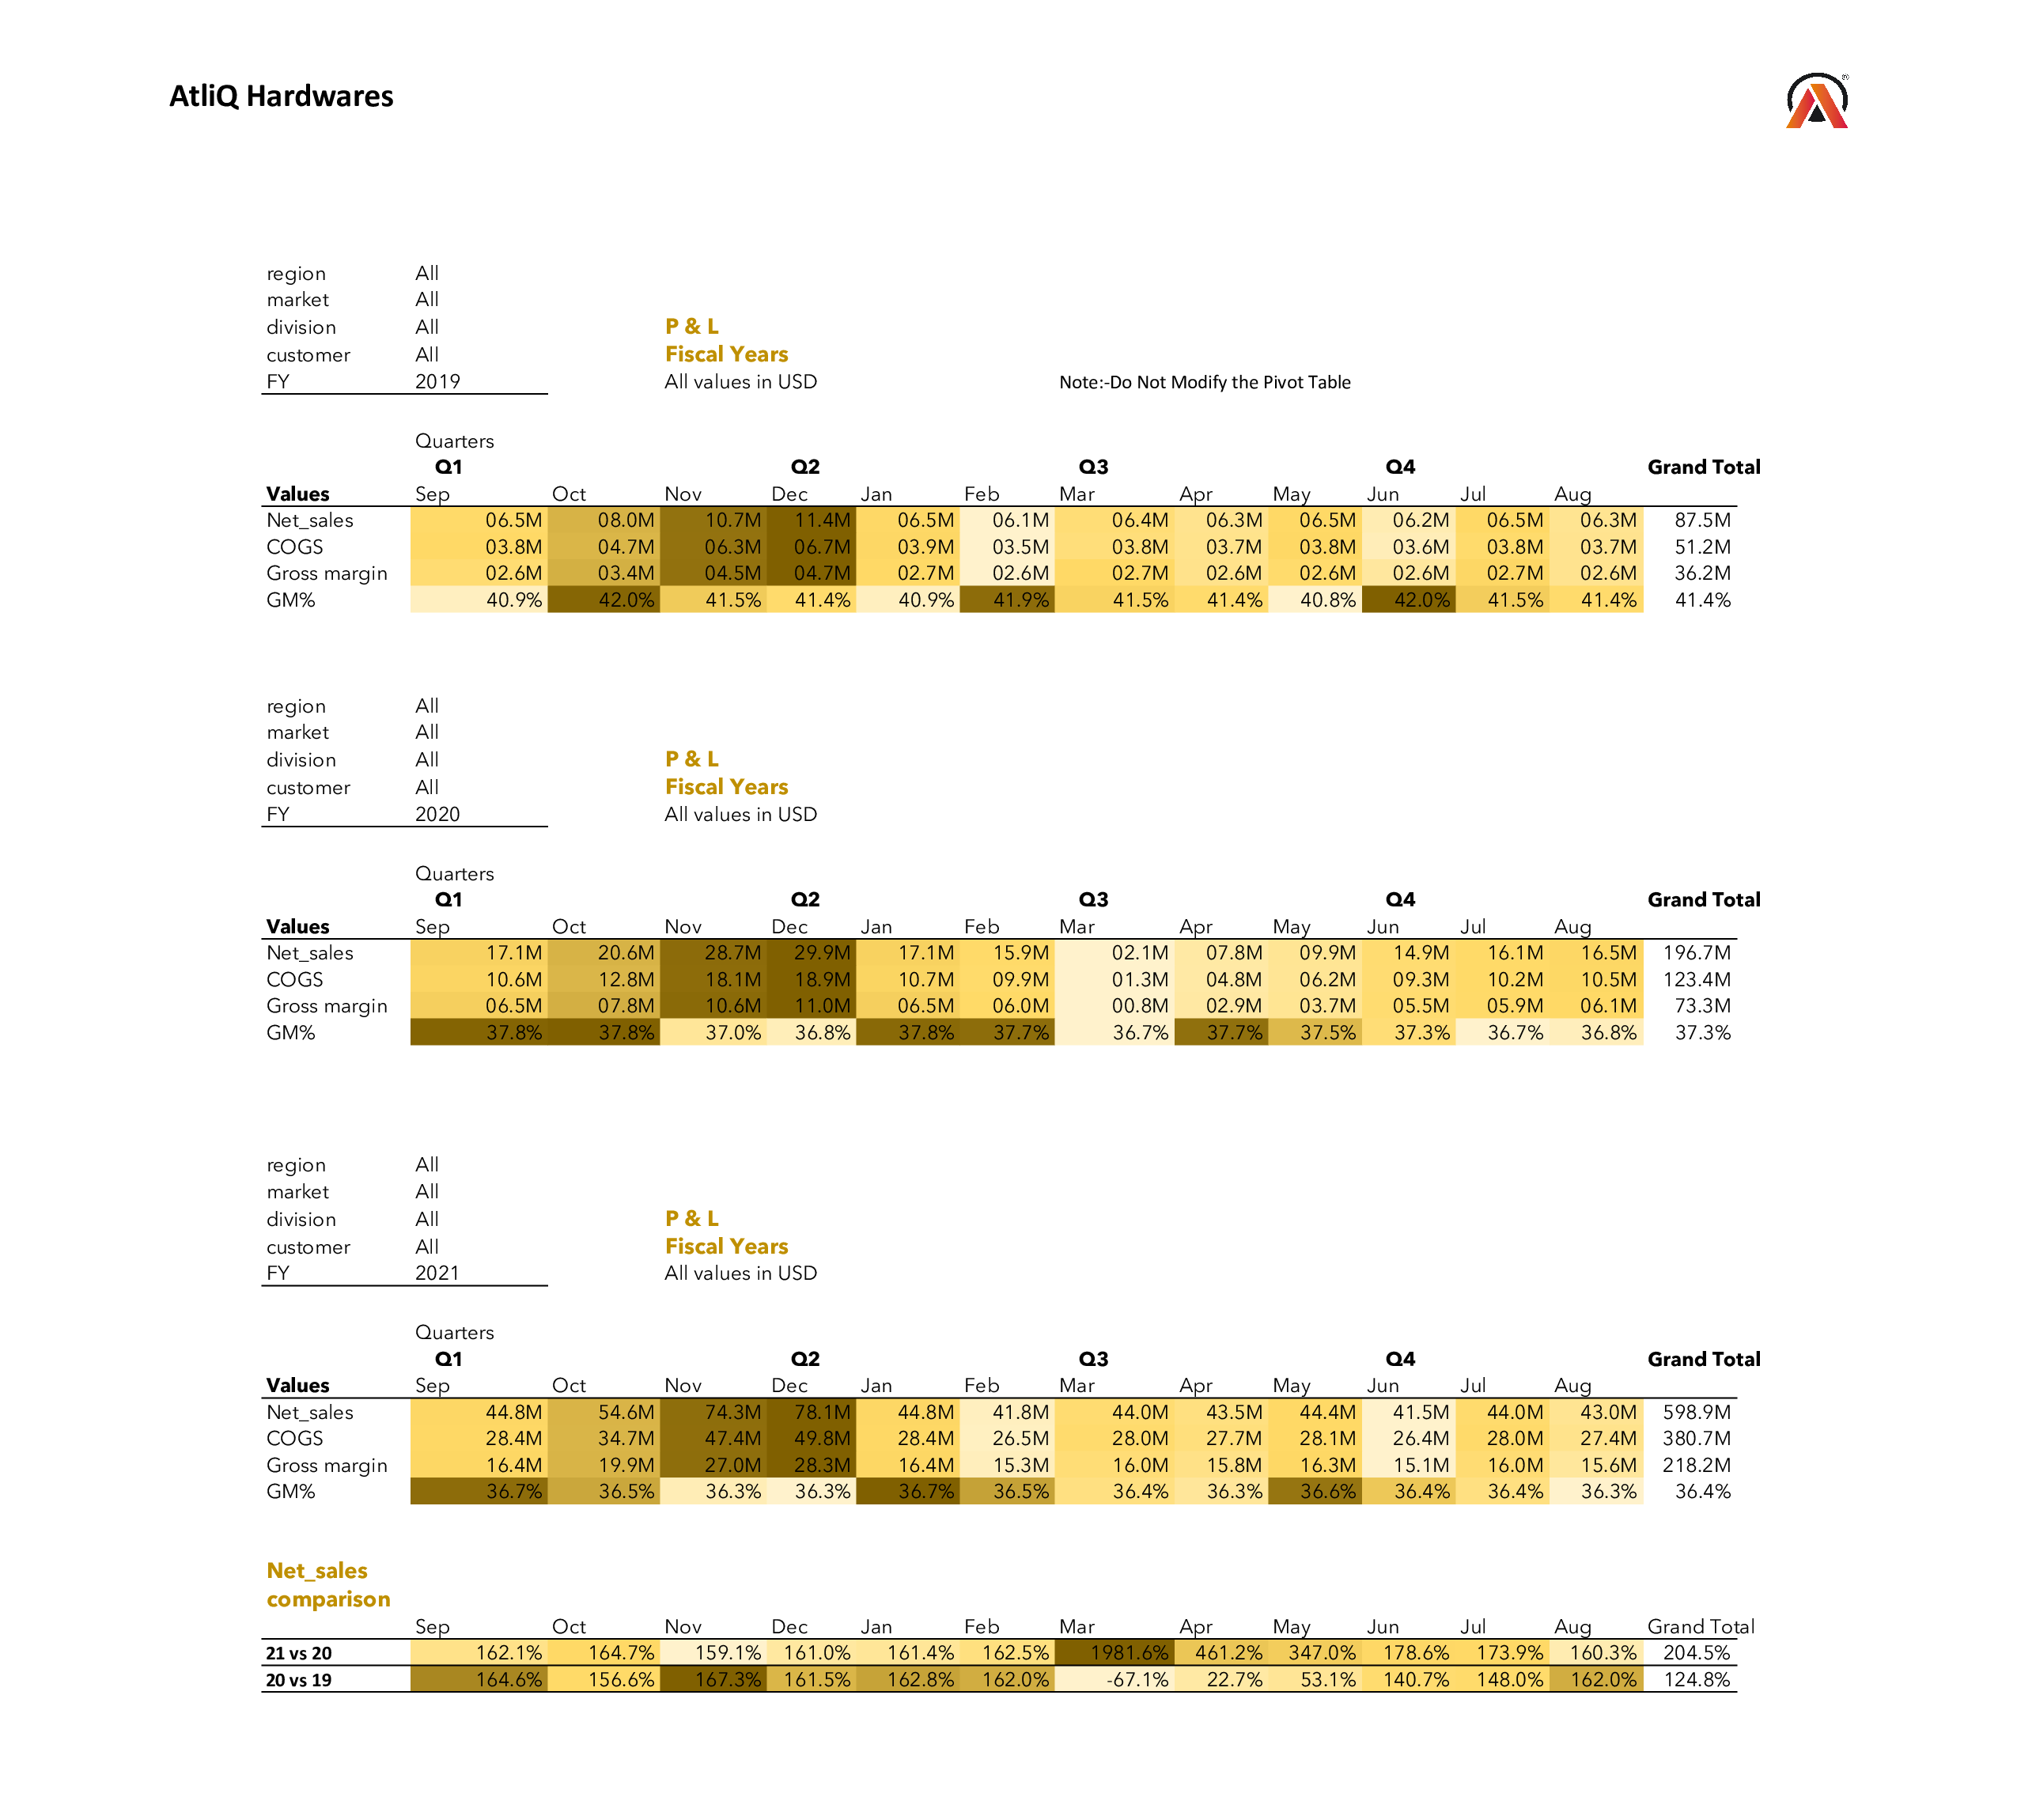 AtliQ Hardwares
region All
market All
division All P & L
customer All Fiscal Years
FY 2019 All values in USD Note:-Do Not Modify the Pivot Table
Quarters
Q1 Q2 Q3 Q4 Grand Total
Values Sep Oct Nov Dec Jan Feb Mar Apr May Jun Jul Aug
Net_sales 06.5M 08.0M 10.7M 11.4M 06.5M 06.1M 06.4M 06.3M 06.5M 06.2M 06.5M 06.3M 87.5M
COGS 03.8M 04.7M 06.3M 06.7M 03.9M 03.5M 03.8M 03.7M 03.8M 03.6M 03.8M 03.7M 51.2M
Gross margin 02.6M 03.4M 04.5M 04.7M 02.7M 02.6M 02.7M 02.6M 02.6M 02.6M 02.7M 02.6M 36.2M
GM% 40.9% 42.0% 41.5% 41.4% 40.9% 41.9% 41.5% 41.4% 40.8% 42.0% 41.5% 41.4% 41.4%
region All
market All
division All P & L
customer All Fiscal Years
FY 2020 All values in USD
Quarters
Q1 Q2 Q3 Q4 Grand Total
Values Sep Oct Nov Dec Jan Feb Mar Apr May Jun Jul Aug
Net_sales 17.1M 20.6M 28.7M 29.9M 17.1M 15.9M 02.1M 07.8M 09.9M 14.9M 16.1M 16.5M 196.7M
COGS 10.6M 12.8M 18.1M 18.9M 10.7M 09.9M 01.3M 04.8M 06.2M 09.3M 10.2M 10.5M 123.4M
Gross margin 06.5M 07.8M 10.6M 11.0M 06.5M 06.0M 00.8M 02.9M 03.7M 05.5M 05.9M 06.1M 73.3M
GM% 37.8% 37.8% 37.0% 36.8% 37.8% 37.7% 36.7% 37.7% 37.5% 37.3% 36.7% 36.8% 37.3%
region All
market All
division All P & L
customer All Fiscal Years
FY 2021 All values in USD
Quarters
Q1 Q2 Q3 Q4 Grand Total
Values Sep Oct Nov Dec Jan Feb Mar Apr May Jun Jul Aug
Net_sales 44.8M 54.6M 74.3M 78.1M 44.8M 41.8M 44.0M 43.5M 44.4M 41.5M 44.0M 43.0M 598.9M
COGS 28.4M 34.7M 47.4M 49.8M 28.4M 26.5M 28.0M 27.7M 28.1M 26.4M 28.0M 27.4M 380.7M
Gross margin 16.4M 19.9M 27.0M 28.3M 16.4M 15.3M 16.0M 15.8M 16.3M 15.1M 16.0M 15.6M 218.2M
GM% 36.7% 36.5% 36.3% 36.3% 36.7% 36.5% 36.4% 36.3% 36.6% 36.4% 36.4% 36.3% 36.4%
Net_sales
comparison
Sep Oct Nov Dec Jan Feb Mar Apr May Jun Jul Aug Grand Total
21 vs 20 162.1% 164.7% 159.1% 161.0% 161.4% 162.5% 1981.6% 461.2% 347.0% 178.6% 173.9% 160.3% 204.5%
20 vs 19 164.6% 156.6% 167.3% 161.5% 162.8% 162.0% -67.1% 22.7% 53.1% 140.7% 148.0% 162.0% 124.8%